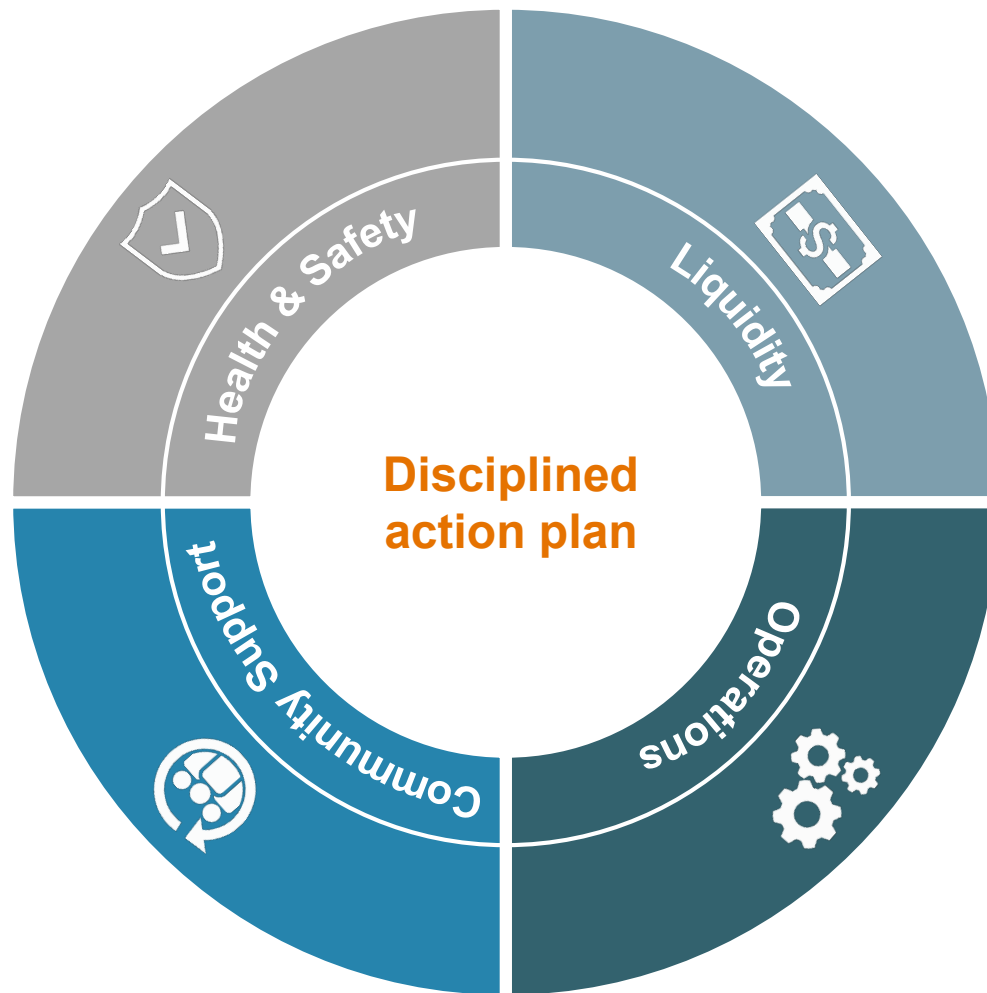 Health & Safety
Liquidity
Disciplined
action plan
Community Support
Operations